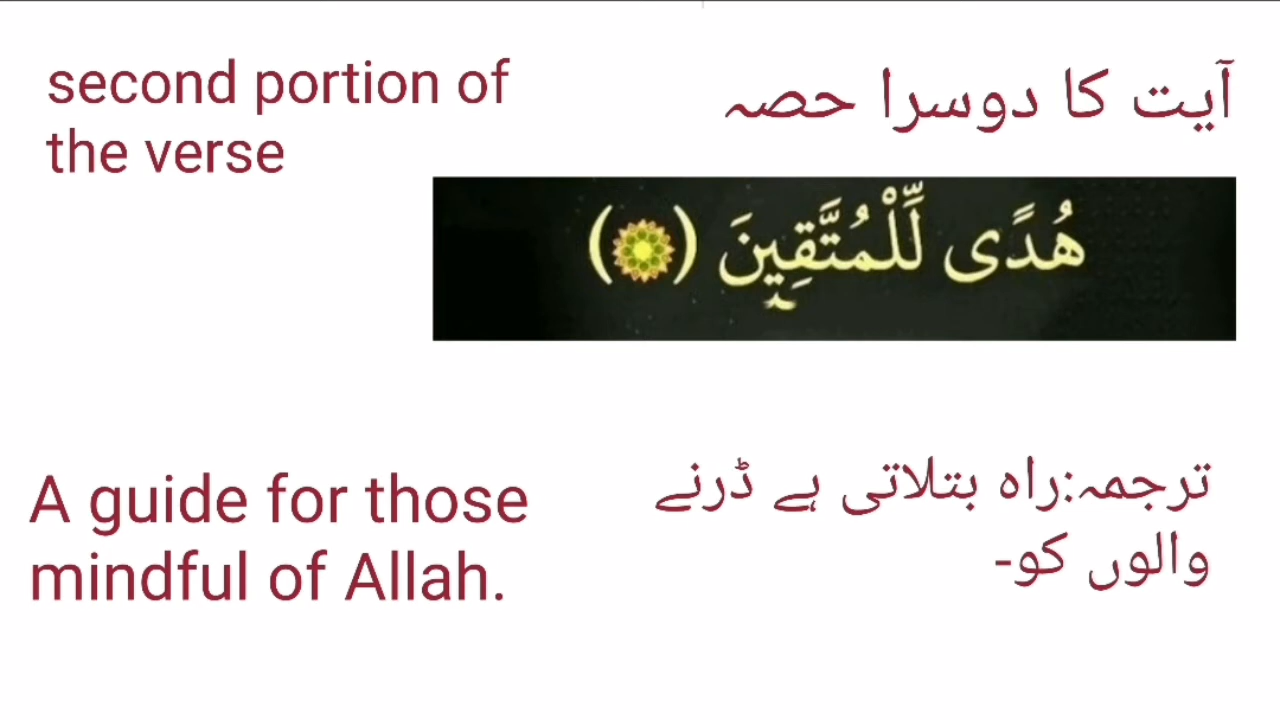 second portion of
the verse
آیت کا دوسرا حصہ
هُدًى لِّلْمُتَّقِينَ ()
A guide for those
mindful of Allah.
ترجمہ:راہ بتلاتی ہے ڈرنے
والوں کو-